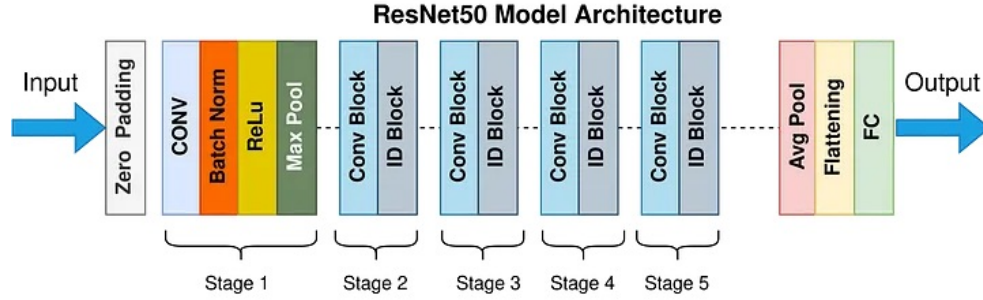 ResNet50 Model Architecture
Input
Zero Padding
CONV
Batch Norm
ReLu
Max Pool
Conv Block
ID Block
Conv Block
ID Block
Conv Block
ID Block
Conv Block
ID Block
Avg Pool
Flattening
FC
Output
Stage 1
Stage 2
Stage 3
Stage 4
Stage 5